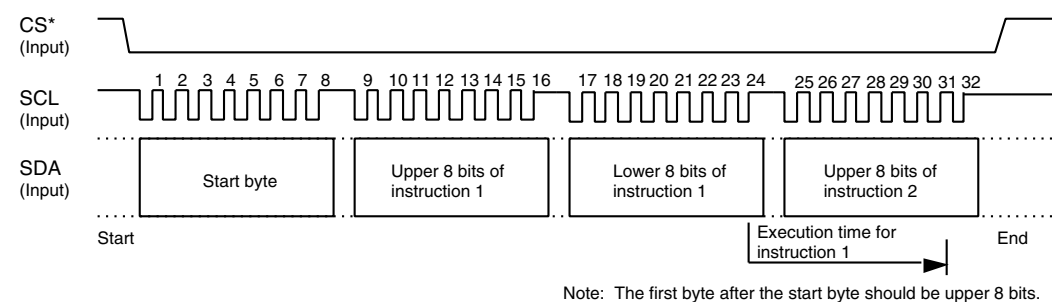 CS*
(Input)
1 2 3 4 5 6 7 8 9 10 11 12 13 14 15 16 17 18 19 20 21 22 23 24 25 26 27 28 29 30 31 32
SCL
(Input)
SDA
(Input)
Start byte
Upper 8 bits of
instruction 1
Lower 8 bits of
instruction 1
Upper 8 bits of
instruction 2
Start
Execution time for
instruction 1
End
Note: The first byte after the start byte should be upper 8 bits.